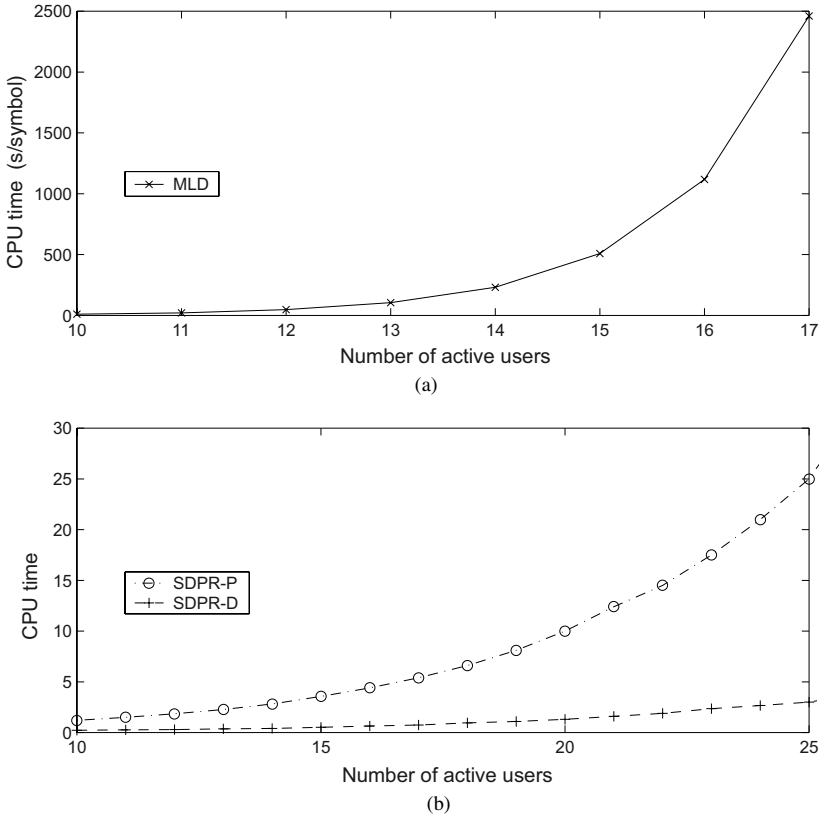 2500
2000
1500
1000
500
0
CPU time (s/symbol)
MLD
10 11 12 13 14 15 16 17
Number of active users
(a)
30
25
20
15
10
5
0
CPU time
SDPR-P
SDPR-D
10 15 20 25
Number of active users
(b)